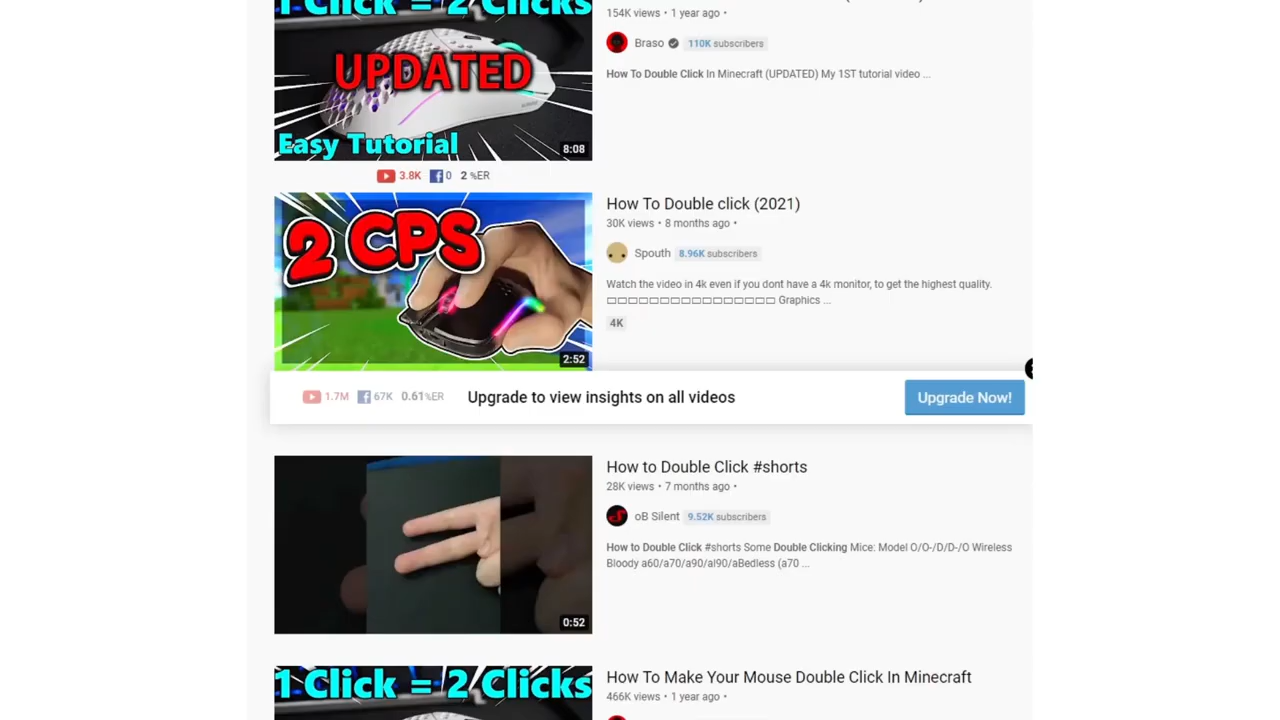 1 Click = 2 Clicks
UPDATED
Easy Tutorial
8:08
154K views • 1 year ago •
Braso
110K subscribers
How To Double Click In Minecraft (UPDATED) My 1ST tutorial video ...
3.8K
0
2 %ER
2 CPS
2:52
How To Double click (2021)
30K views • 8 months ago •
Spouth
8.96K subscribers
Watch the video in 4k even if you dont have a 4k monitor, to get the highest quality.
▭▭▭▭▭▭▭▭▭▭▭▭▭▭▭▭ Graphics ...
4K
1.7M
67K
0.61%ER
Upgrade to view insights on all videos
Upgrade Now!
0:52
How to Double Click #shorts
28K views • 7 months ago •
oB Silent
9.52K subscribers
How to Double Click #shorts Some Double Clicking Mice: Model O/O-/D/D-/O Wireless
Bloody a60/a70/a90/al90/aBedless (a70 ...
1 Click = 2 Clicks
How To Make Your Mouse Double Click In Minecraft
466K views • 1 year ago •